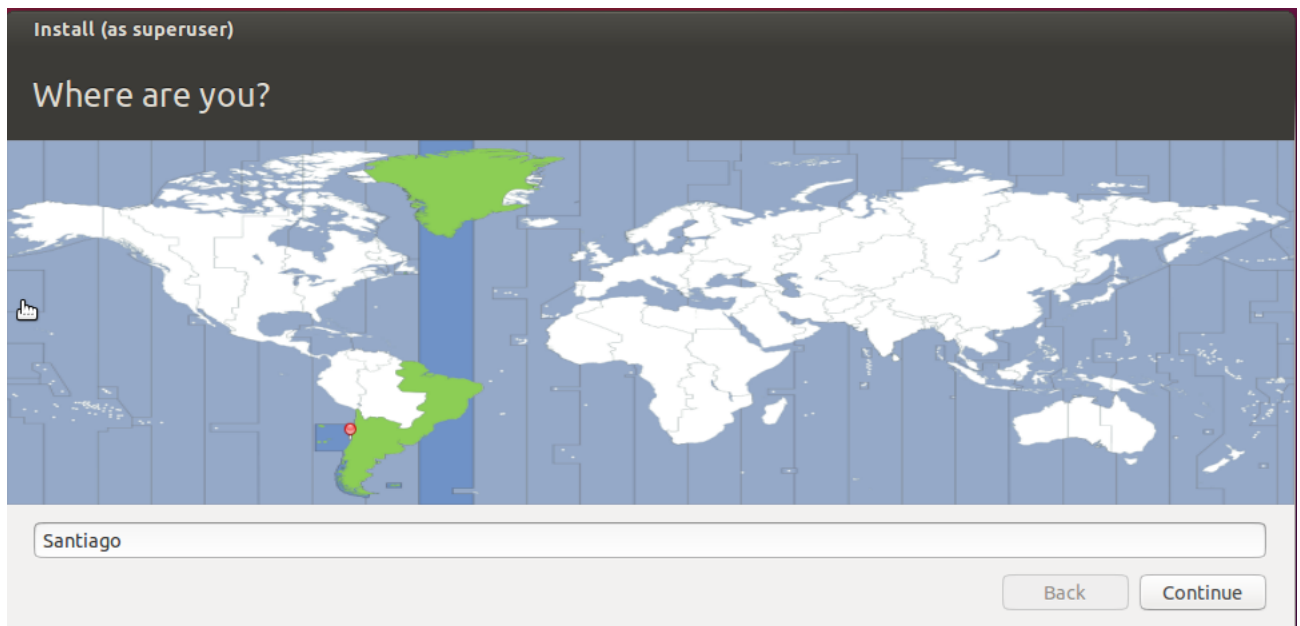 Install (as superuser)
Where are you?
Santiago
Back
Continue